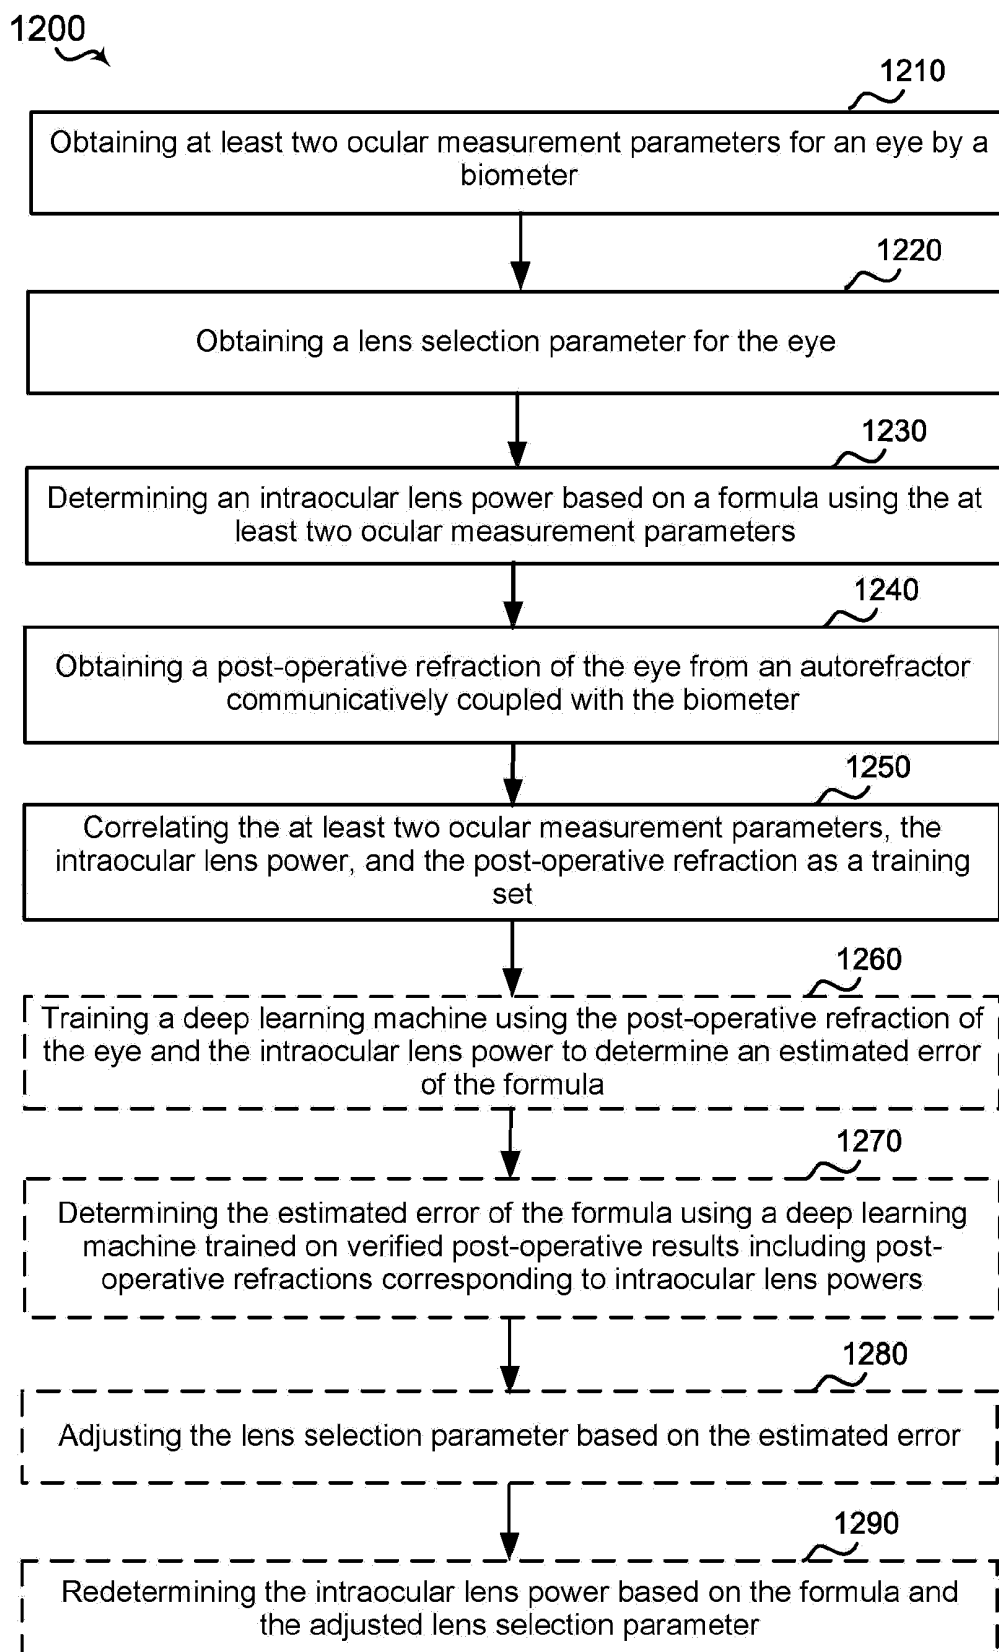 1200
1210
Obtaining at least two ocular measurement parameters for an eye by a
biometer
1220
Obtaining a lens selection parameter for the eye
1230
Determining an intraocular lens power based on a formula using the at
least two ocular measurement parameters
1240
Obtaining a post-operative refraction of the eye from an autorefractor
communicatively coupled with the biometer
1250
Correlating the at least two ocular measurement parameters, the
intraocular lens power, and the post-operative refraction as a training
set
1260
Training a deep learning machine using the post-operative refraction of
the eye and the intraocular lens power to determine an estimated error
of the formula
1270
Determining the estimated error of the formula using a deep learning
machine trained on verified post-operative results including post-
operative refractions corresponding to intraocular lens powers
1280
Adjusting the lens selection parameter based on the estimated error
1290
Redetermining the intraocular lens power based on the formula and
the adjusted lens selection parameter